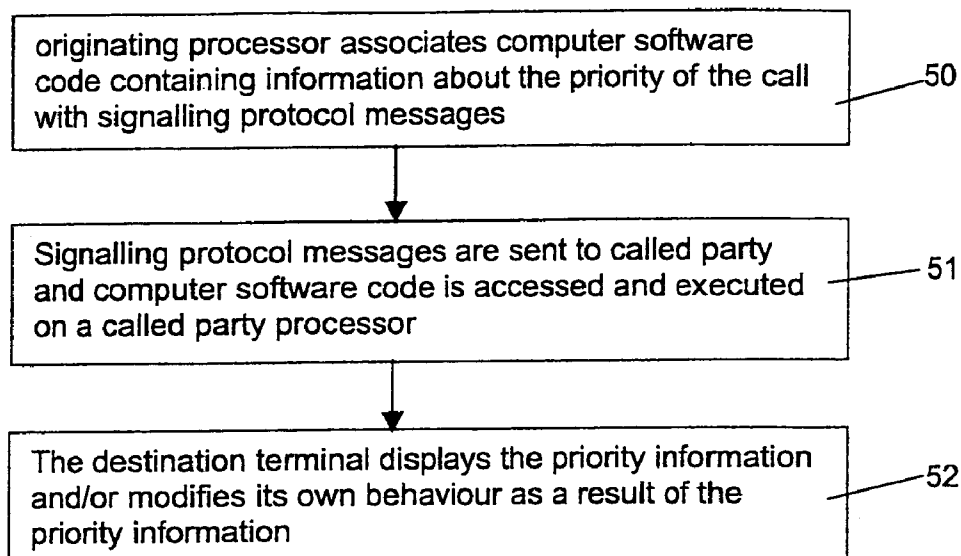 originating processor associates computer software
code containing information about the priority of the call
with signalling protocol messages
50
Signalling protocol messages are sent to called party
and computer software code is accessed and executed
on a called party processor
51
The destination terminal displays the priority information
and/or modifies its own behaviour as a result of the
priority information
52